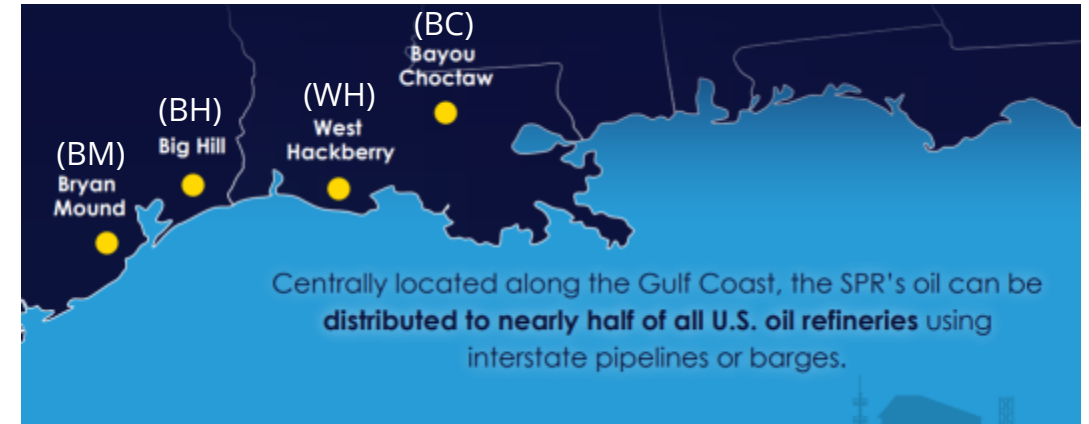 (BC)
Bayou
Choctaw
(WH)
West
Hackberry
(BH)
Big Hill
(BM)
Bryan
Mound
Centrally located along the Gulf Coast, the SPR's oil can be
distributed to nearly half of all U.S. oil refineries using
interstate pipelines or barges.